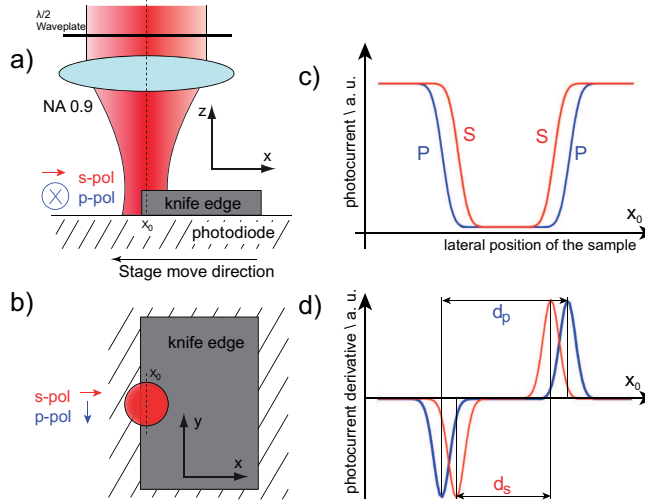 λ/2
Waveplate
a)
NA 0.9
z
x
s-pol
p-pol
knife edge
x₀
photodiode
Stage move direction
b)
knife edge
x₀
s-pol
p-pol
y
x
c)
photocurrent \ a. u.
S
S
P
P
x₀
lateral position of the sample
d)
photocurrent derivative \ a. u.
dₚ
x₀
dₛ